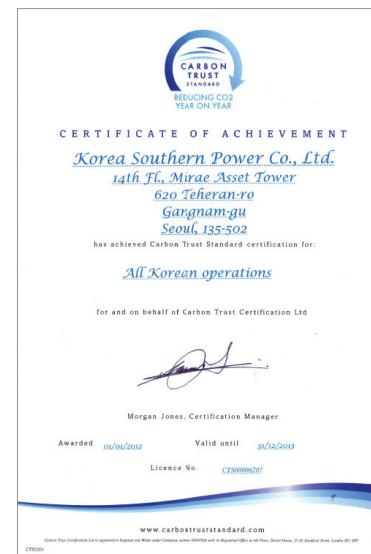 CARBON
TRUST
STANDARD
REDUCING CO2
YEAR ON YEAR
CERTIFICATE OF ACHIEVEMENT
Korea Southern Power Co., Ltd.
14th Fl., Mirae Asset Tower
620 Teheran-ro
Gangnam-gu
Seoul, 135-502
has achieved Carbon Trust Standard certification for:
All Korean operations
for and on behalf of Carbon Trust Certification Ltd
Morgan Jones, Certification Manager
Awarded 01/01/2012 Valid until 31/12/2013
Licence No. CTS00006207
www.carbontruststandard.com